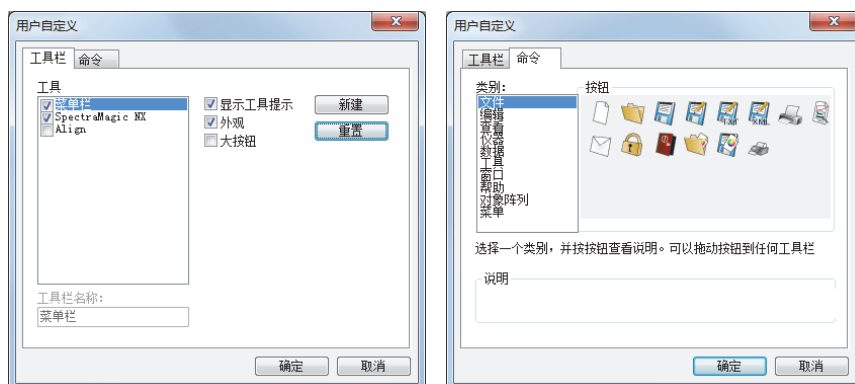 用户自定义
工具栏 命令
工具
菜单栏
SpectraMagic NX
Align
显示工具提示
外观
大按钮
新建
重置
工具栏名称:
菜单栏
确定 取消
用户自定义
工具栏 命令
类别:
文件
编辑
查看
仪器
数据
工具
窗口
帮助
对象阵列
菜单
按钮
XML
选择一个类别，并按按钮查看说明。可以拖动按钮到任何工具栏
说明
确定 取消